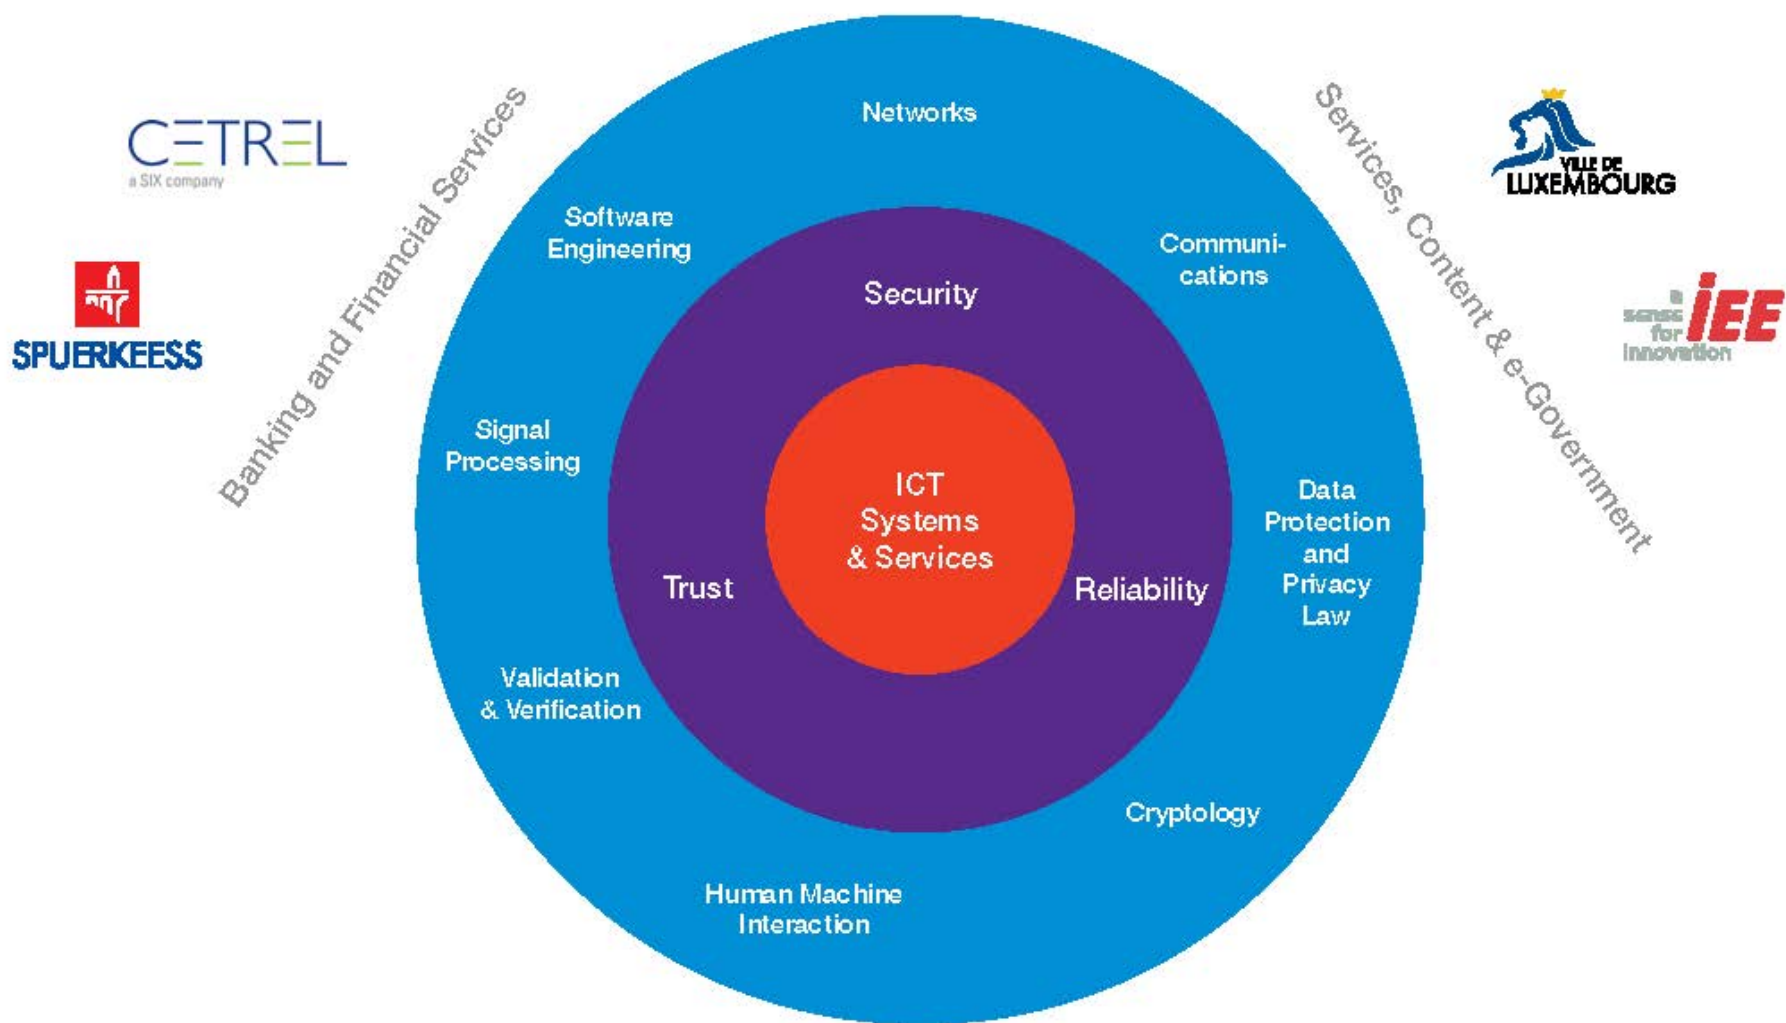 CETREL
a SIX company
SPUERKEESS
Banking and Financial Services
Networks
Software
Engineering
Communi-
cations
Security
Signal
Processing
ICT
Systems
& Services
Trust
Reliability
Data
Protection
and
Privacy
Law
Validation
& Verification
Cryptology
Human Machine
Interaction
Services, Content & e-Government
VILLE DE
LUXEMBOURG
a
sense
for
innovation
IEE